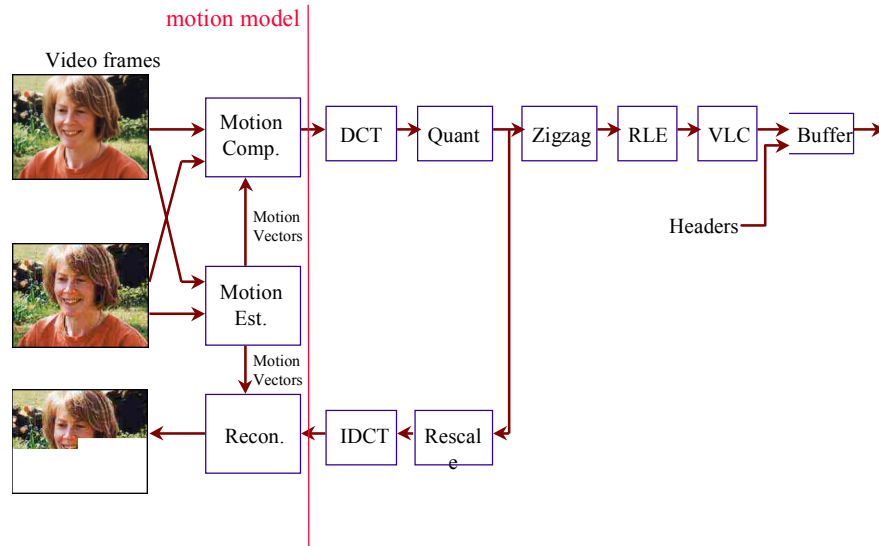 motion model
Video frames
Motion
Comp.
DCT
Quant
Zigzag
RLE
VLC
Buffer
Motion
Vectors
Headers
Motion
Est.
Motion
Vectors
Recon.
IDCT
Rescal
e